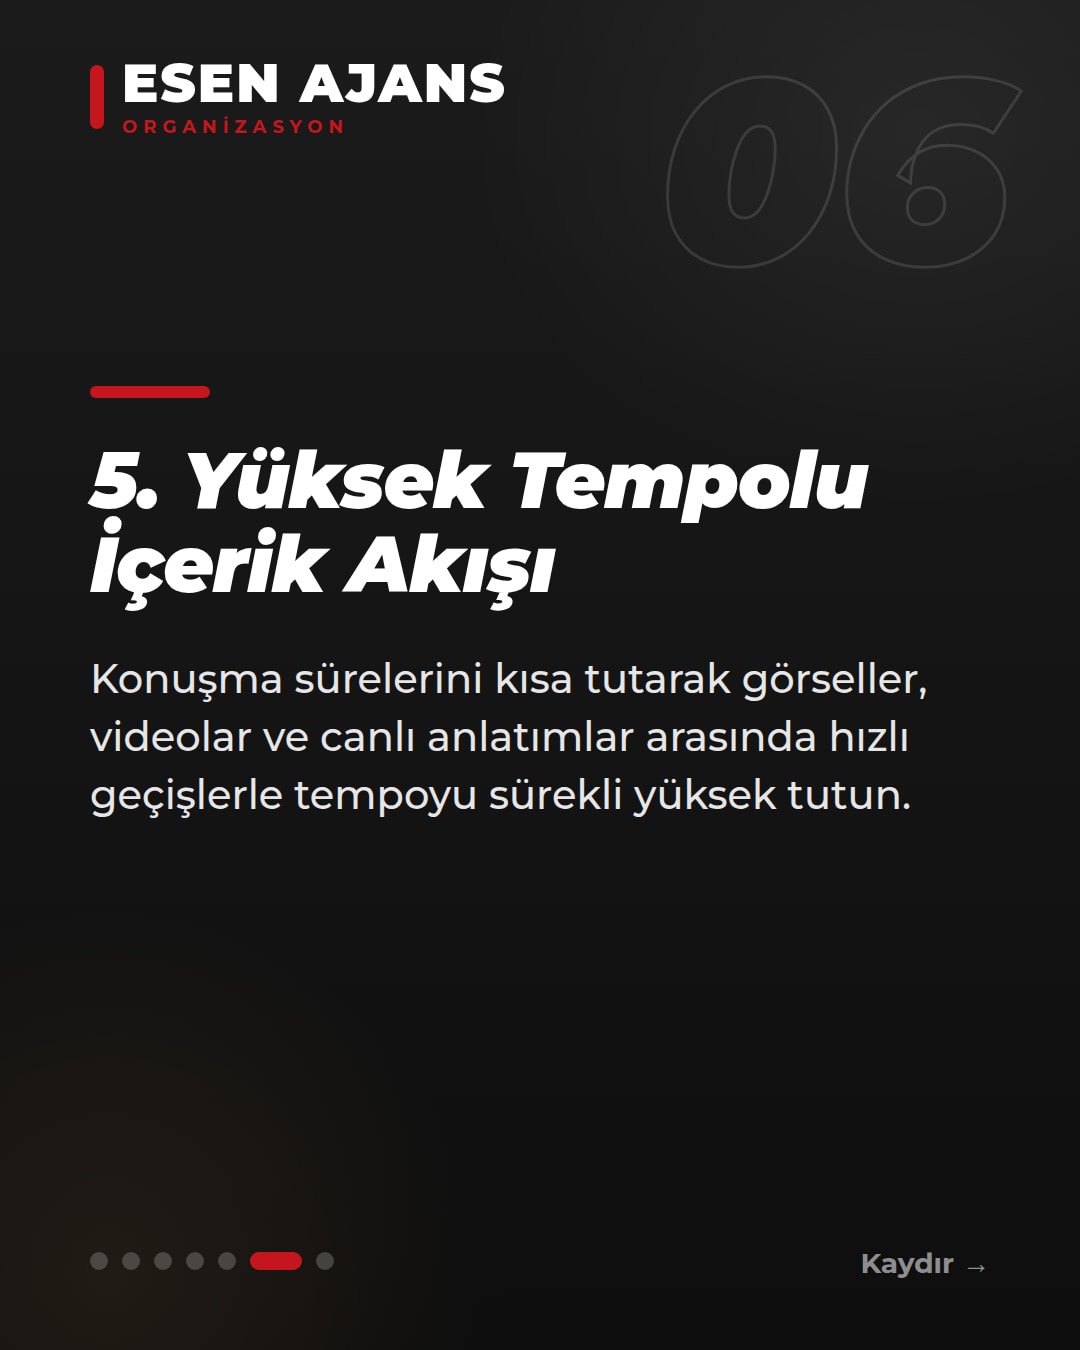 ESEN AJANS
ORGANİZASYON
06
5. Yüksek Tempolu
İçerik Akışı
Konuşma sürelerini kısa tutarak görseller,
videolar ve canlı anlatımlar arasında hızlı
geçişlerle tempoyu sürekli yüksek tutun.
Kaydır →